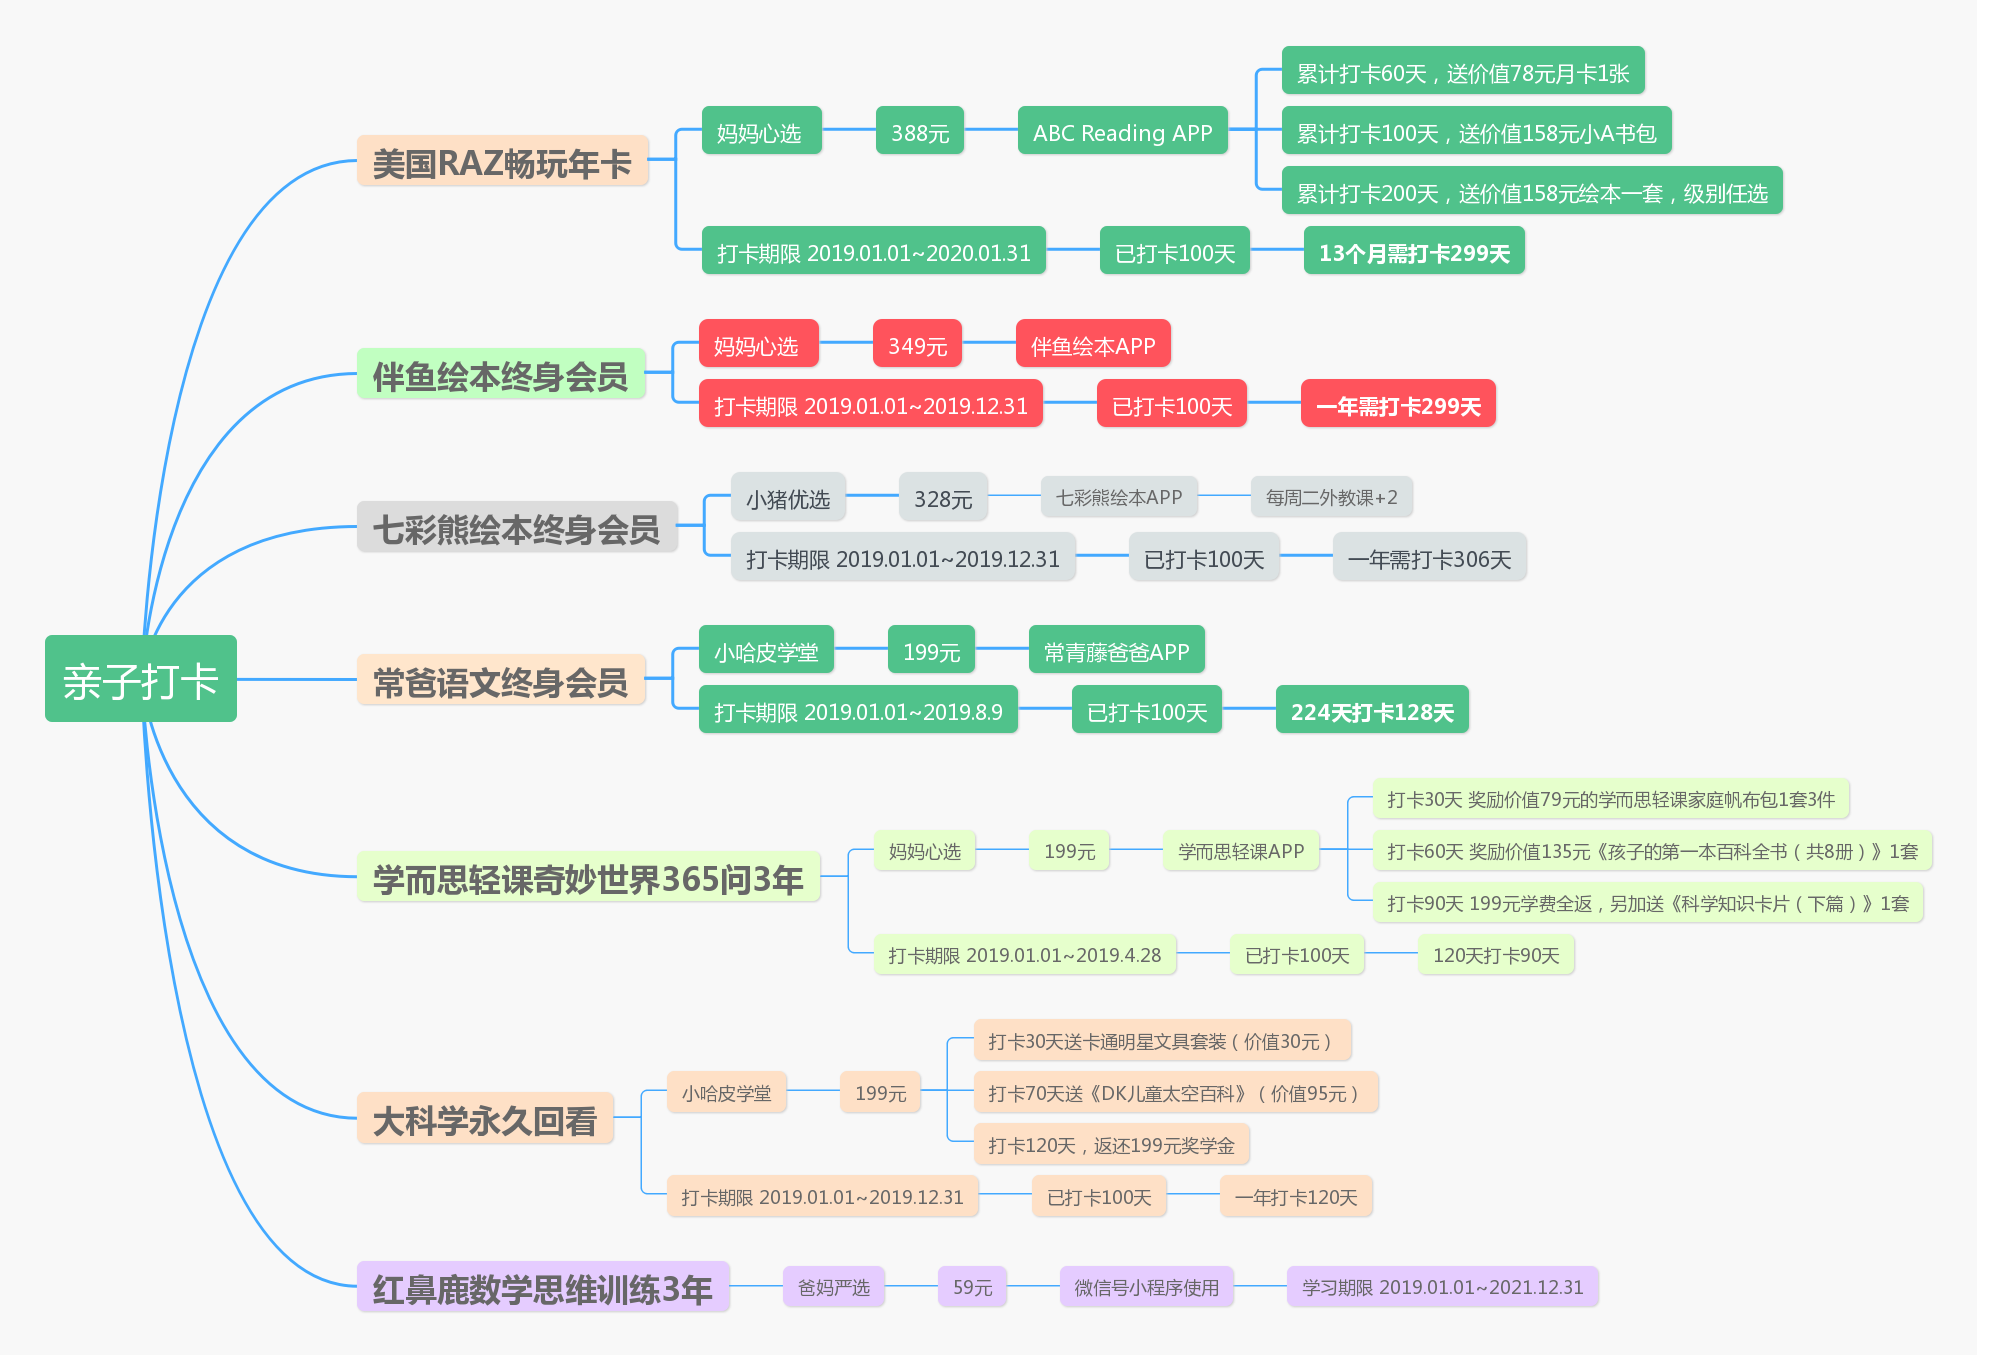 亲子打卡
美国RAZ畅玩年卡
妈妈心选
388元
ABC Reading APP
累计打卡60天，送价值78元月卡1张
累计打卡100天，送价值158元小A书包
累计打卡200天，送价值158元绘本一套，级别任选
打卡期限 2019.01.01~2020.01.31
已打卡100天
13个月需打卡299天
伴鱼绘本终身会员
妈妈心选
349元
伴鱼绘本APP
打卡期限 2019.01.01~2019.12.31
已打卡100天
一年需打卡299天
七彩熊绘本终身会员
小猪优选
328元
七彩熊绘本APP
每周二外教课+2
打卡期限 2019.01.01~2019.12.31
已打卡100天
一年需打卡306天
常爸语文终身会员
小哈皮学堂
199元
常青藤爸爸APP
打卡期限 2019.01.01~2019.8.9
已打卡100天
224天打卡128天
学而思轻课奇妙世界365问3年
妈妈心选
199元
学而思轻课APP
打卡30天 奖励价值79元的学而思轻课家庭帆布包1套3件
打卡60天 奖励价值135元《孩子的第一本百科全书（共8册）》1套
打卡90天 199元学费全返，另加送《科学知识卡片（下篇）》1套
打卡期限 2019.01.01~2019.4.28
已打卡100天
120天打卡90天
大科学永久回看
小哈皮学堂
199元
打卡30天送卡通明星文具套装（价值30元）
打卡70天送《DK儿童太空百科》（价值95元）
打卡120天，返还199元奖学金
打卡期限 2019.01.01~2019.12.31
已打卡100天
一年打卡120天
红鼻鹿数学思维训练3年
爸妈严选
59元
微信号小程序使用
学习期限 2019.01.01~2021.12.31